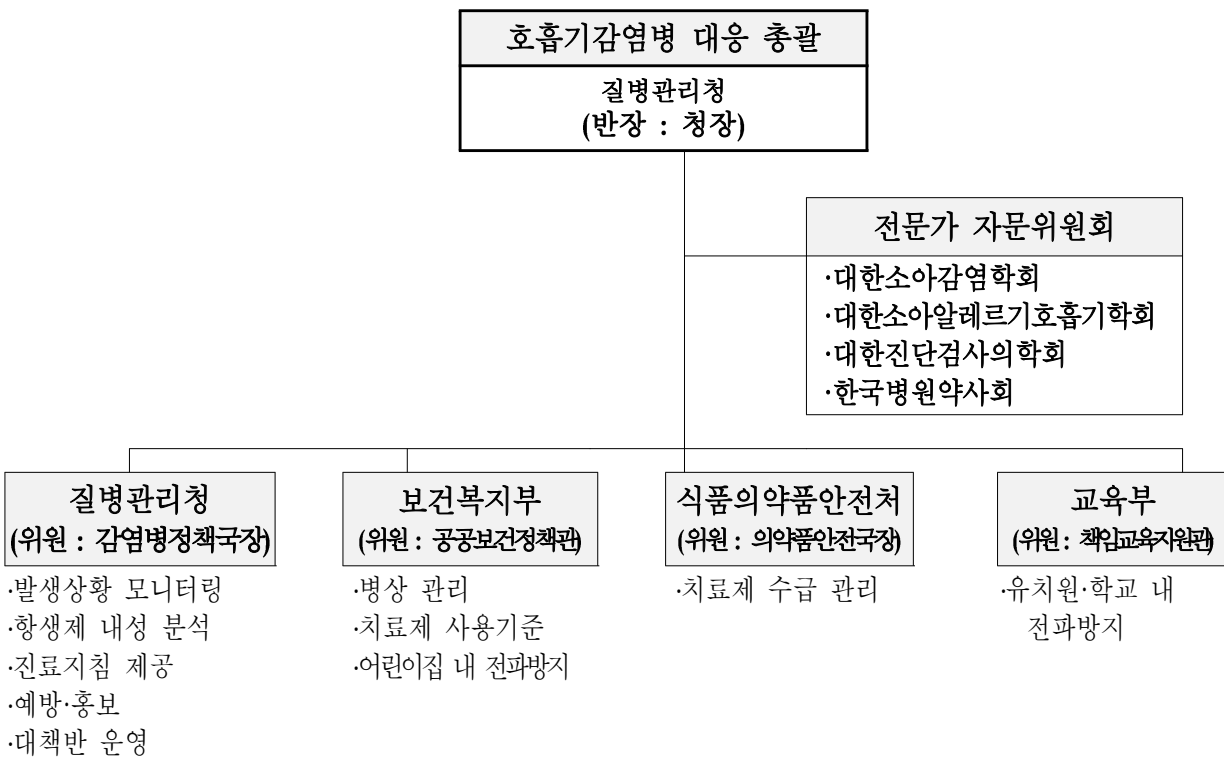 호흡기감염병 대응 총괄
질병관리청
(반장 : 청장)
전문가 자문위원회
·대한소아감염학회
·대한소아알레르기호흡기학회
·대한진단검사의학회
·한국병원약사회
질병관리청
(위원 : 감염병정책국장)
·발생상황 모니터링
·항생제 내성 분석
·진료지침 제공
·예방·홍보
·대책반 운영
보건복지부
(위원 : 공공보건정책관)
·병상 관리
·치료제 사용기준
·어린이집 내 전파방지
식품의약품안전처
(위원 : 의약품안전국장)
·치료제 수급 관리
교육부
(위원 : 책임교육지원관)
·유치원·학교 내
전파방지